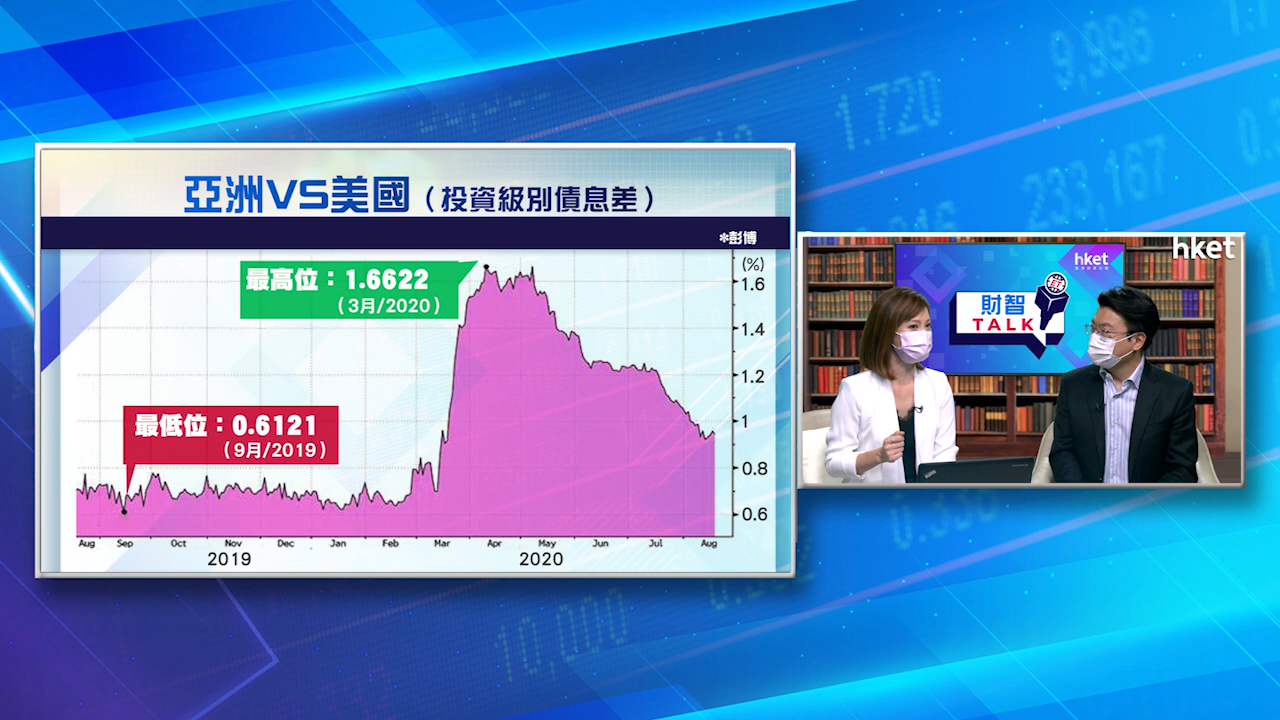 亞洲VS美國（投資級別債息差）
*彭博
(%)
最高位：1.6622
（3月/2020）
最低位：0.6121
（9月/2019）
1.6
1.4
1.2
1
0.8
0.6
Aug Sep Oct Nov Dec Jan Feb Mar Apr May Jun Jul Aug
2019 2020
hket
hket
財智
TALK
9,996
1.720
233,167
0.338
10,000